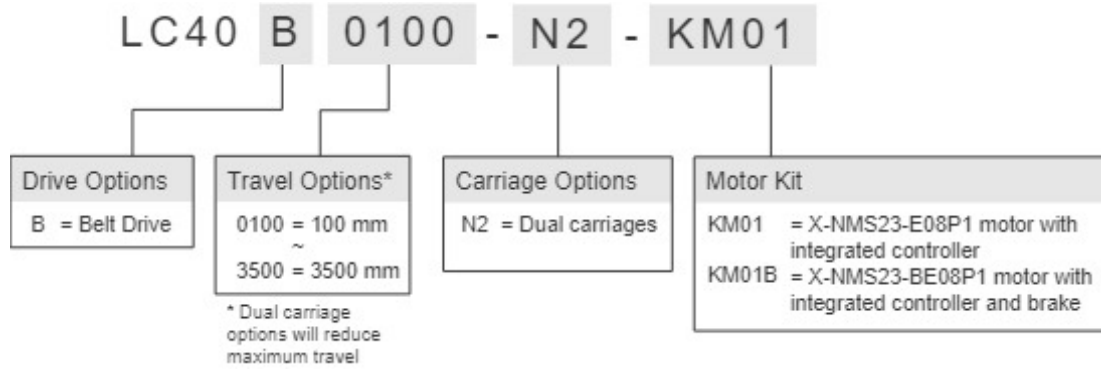 LC40 B 0100 - N2 - KM01
Drive Options
B = Belt Drive
Travel Options*
0100 = 100 mm
~
3500 = 3500 mm
* Dual carriage
options will reduce
maximum travel
Carriage Options
N2 = Dual carriages
Motor Kit
KM01 = X-NMS23-E08P1 motor with
integrated controller
KM01B = X-NMS23-BE08P1 motor with
integrated controller and brake